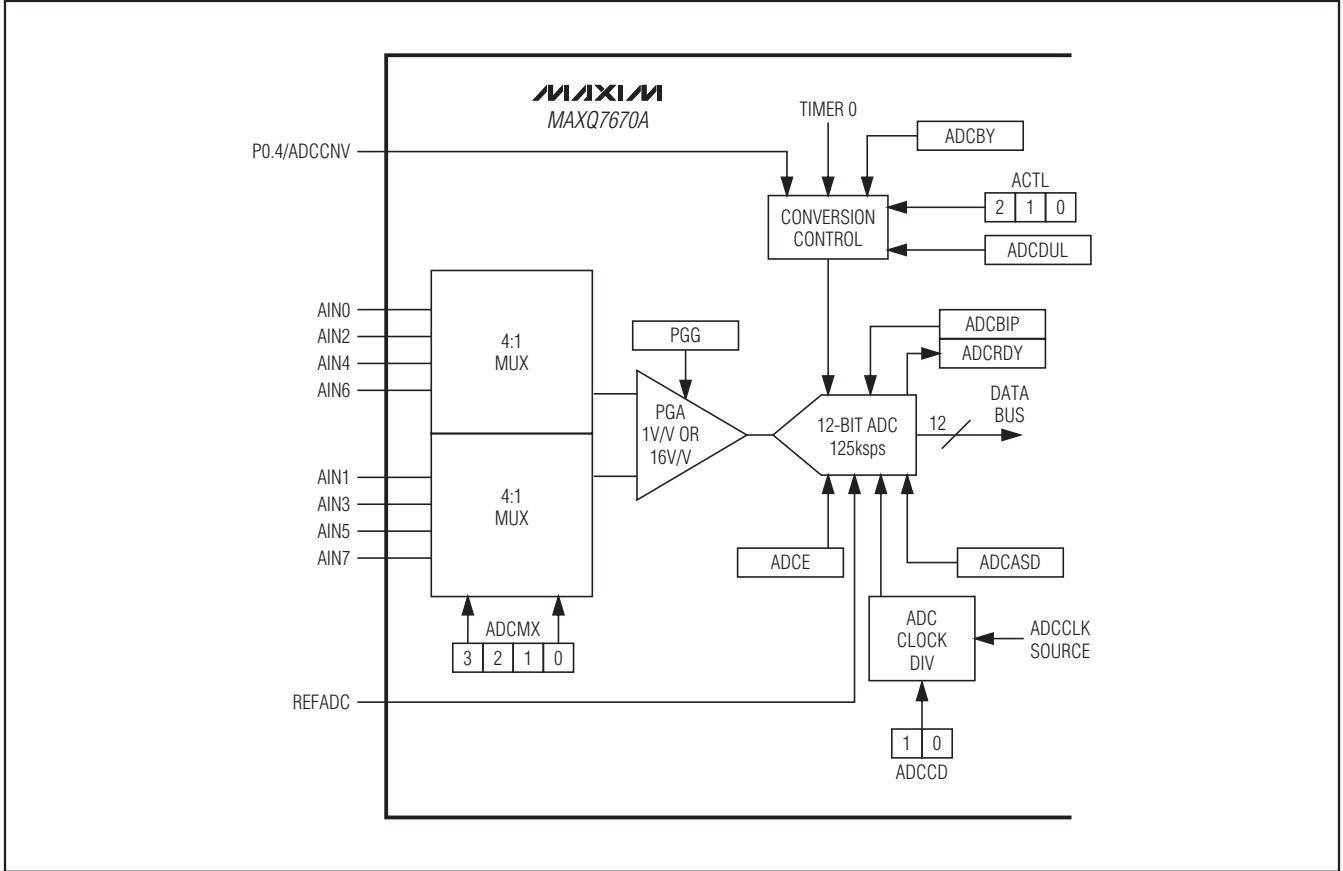 MAXIM
MAXQ7670A
TIMER 0
P0.4/ADCCNV
ADCBY
ACTL
2 1 0
CONVERSION
CONTROL
ADCDUL
AIN0
AIN2
AIN4
AIN6
4:1
MUX
PGG
ADCBIP
ADCRDY
DATA
BUS
PGA
1V/V OR
16V/V
12-BIT ADC
125ksps
12
AIN1
AIN3
AIN5
AIN7
4:1
MUX
ADCE
ADCASD
ADCMX
3 2 1 0
ADC
CLOCK
DIV
ADCCLK
SOURCE
REFADC
1 0
ADCCD